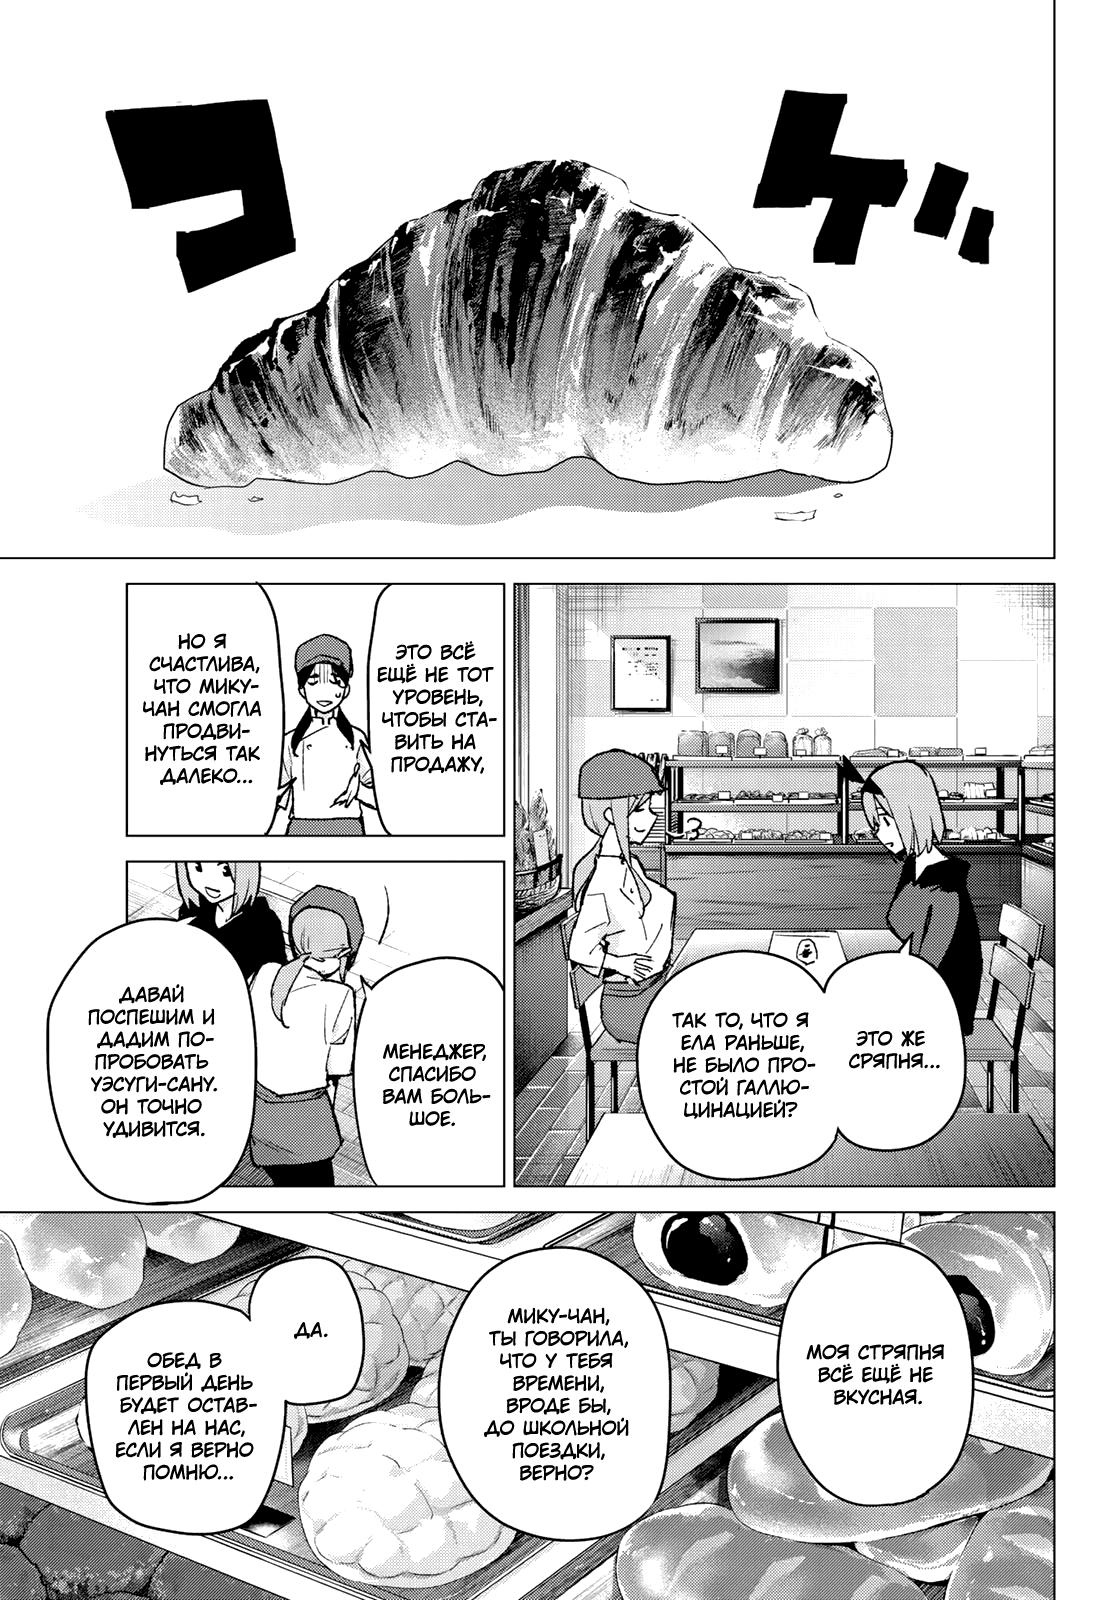 コゲッ
ЭТО ЖЕ
СРЯПНЯ...
ТАК ТО, ЧТО Я
ЕЛА РАНЬШЕ,
НЕ БЫЛО ПРО-
СТОЙ ГАЛЛЮ-
ЦИНАЦИЕЙ?
ЭТО ВСЁ
ЕЩЁ НЕ ТОТ
УРОВЕНЬ,
ЧТОБЫ СТА-
ВИТЬ НА
ПРОДАЖУ,
НО Я
СЧАСТЛИВА,
ЧТО МИКУ-
ЧАН СМОГЛА
ПРОДВИ-
НУТЬСЯ ТАК
ДАЛЕКО...
МЕНЕДЖЕР,
СПАСИБО
ВАМ БОЛЬ-
ШОЕ.
ДАВАЙ
ПОСПЕШИМ И
ДАДИМ ПО-
ПРОБОВАТЬ
УЭСУГИ-САНУ.
ОН ТОЧНО
УДИВИТСЯ.
МОЯ СТРЯПНЯ
ВСЁ ЕЩЁ НЕ
ВКУСНАЯ.
МИКУ-ЧАН,
ТЫ ГОВОРИЛА,
ЧТО У ТЕБЯ
ВРЕМЕНИ,
ВРОДЕ БЫ,
ДО ШКОЛЬНОЙ
ПОЕЗДКИ,
ВЕРНО?
ДА.
ОБЕД В
ПЕРВЫЙ ДЕНЬ
БУДЕТ ОСТАВ-
ЛЕН НА НАС,
ЕСЛИ Я ВЕРНО
ПОМНЮ...